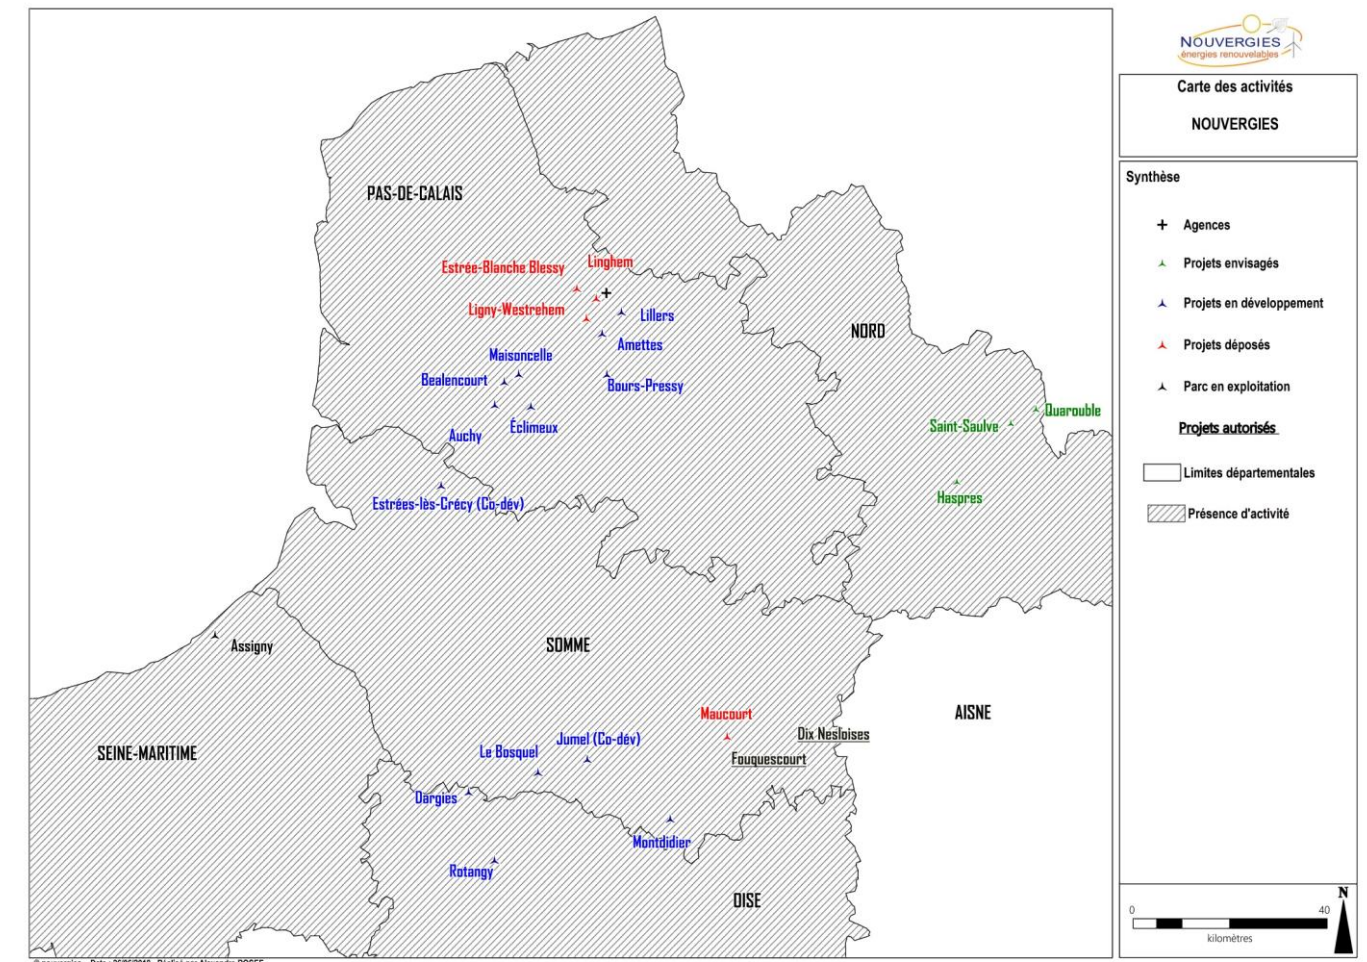 NOUVERGIES
énergies renouvelables
Carte des activités
NOUVERGIES
Synthèse
Agences
Projets envisagés
Projets en développement
Projets déposés
Parc en exploitation
Projets autorisés
Limites départementales
Présence d'activité
0 40
kilomètres
N
PAS-DE-CALAIS
Estrée-Blanche Blessy
Linghem
Ligny-Westrehem
Lillers
Amettes
Maisoncelle
Bealencourt
Bours-Pressy
Auchy
Éclimeux
NORD
Quarouble
Saint-Saulve
Haspres
Estrées-lès-Crécy (Co-dév)
Assigny
SOMME
AISNE
Maucourt
Dix Nesloises
Fouquescourt
SEINE-MARITIME
Jumel (Co-dév)
Le Bosquel
Dargies
Montdidier
Rotangy
OISE